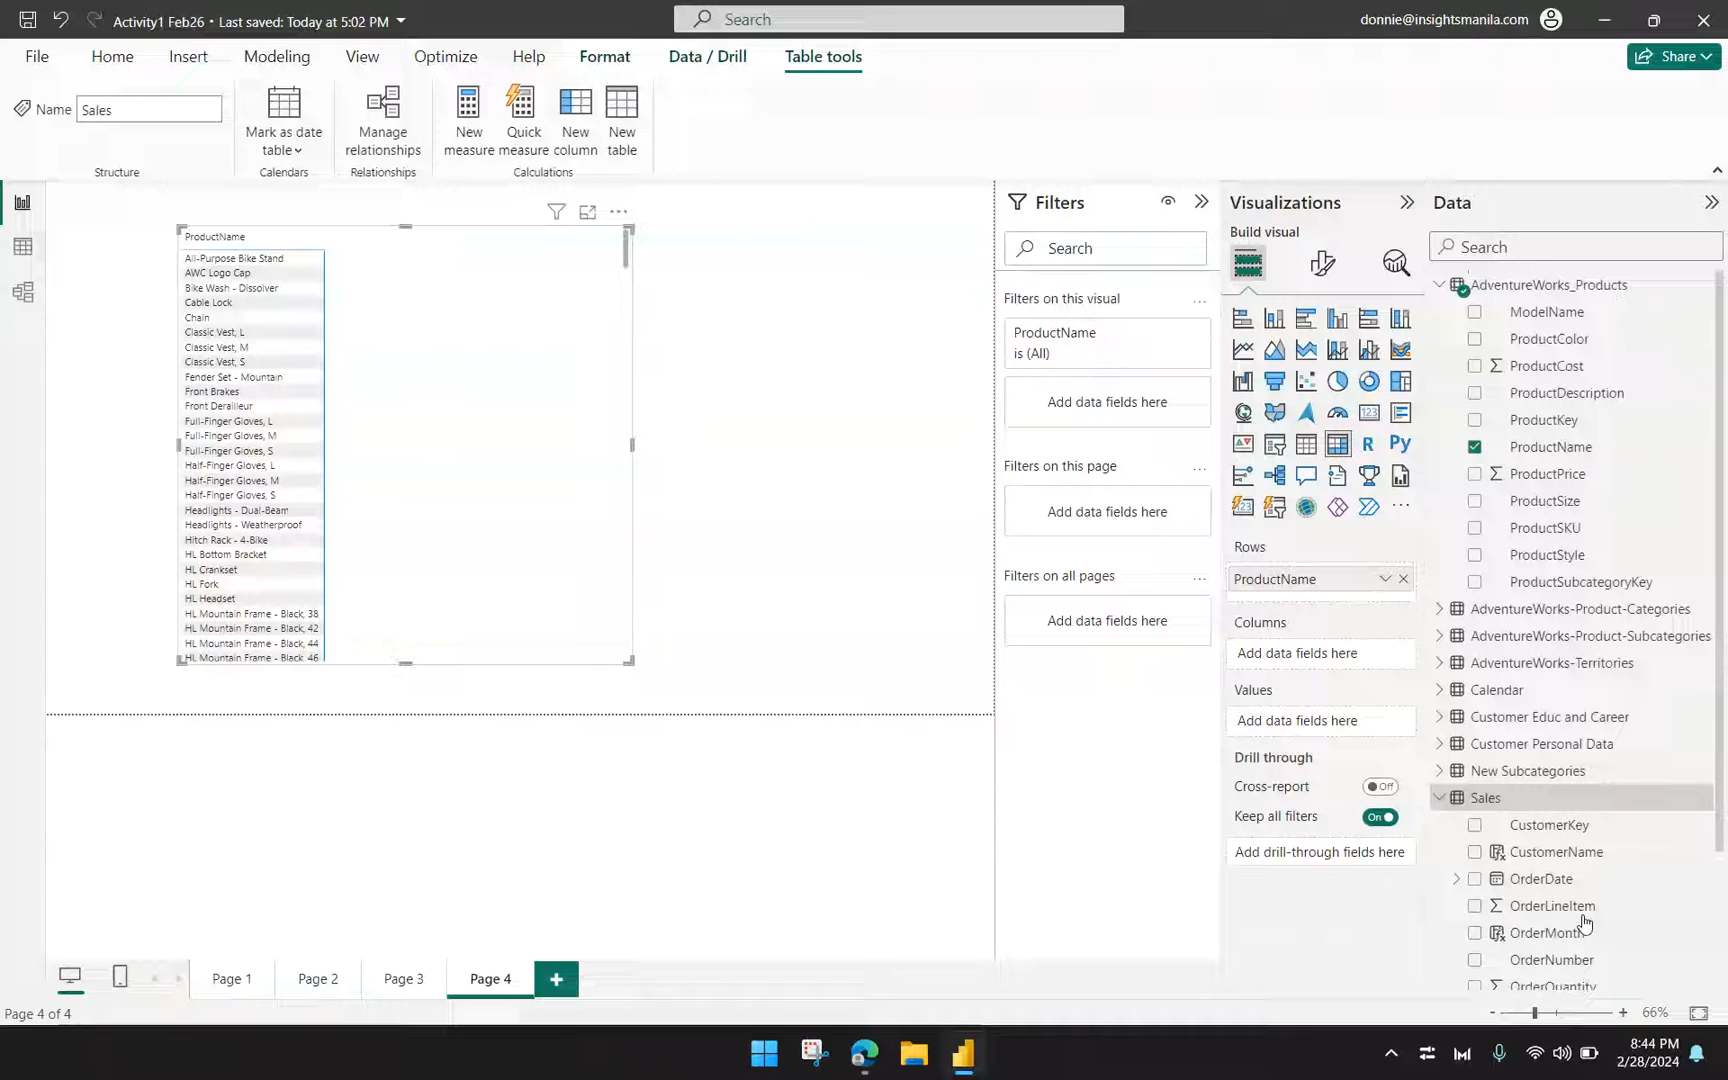 Activity1 Feb26 • Last saved: Today at 5:02 PM
Search
donnie@insightsmanila.com
File
Home
Insert
Modeling
View
Optimize
Help
Format
Data / Drill
Table tools
Share
Name
Sales
Mark as date
table
Manage
relationships
New
measure
Quick
measure
New
column
New
table
Structure
Calendars
Relationships
Calculations
ProductName
All-Purpose Bike Stand
AWC Logo Cap
Bike Wash - Dissolver
Cable Lock
Chain
Classic Vest, L
Classic Vest, M
Classic Vest, S
Fender Set - Mountain
Front Brakes
Front Derailleur
Full-Finger Gloves, L
Full-Finger Gloves, M
Full-Finger Gloves, S
Half-Finger Gloves, L
Half-Finger Gloves, M
Half-Finger Gloves, S
Headlights - Dual-Beam
Headlights - Weatherproof
Hitch Rack - 4-Bike
HL Bottom Bracket
HL Crankset
HL Fork
HL Headset
HL Mountain Frame - Black, 38
HL Mountain Frame - Black, 42
HL Mountain Frame - Black, 44
HL Mountain Frame - Black, 46
Filters
Search
Filters on this visual
ProductName
is (All)
Add data fields here
Filters on this page
Add data fields here
Filters on all pages
Add data fields here
Visualizations
Build visual
R
Py
123
Rows
ProductName
Columns
Add data fields here
Values
Add data fields here
Drill through
Cross-report
Off
Keep all filters
On
Add drill-through fields here
Data
Search
AdventureWorks_Products
ModelName
ProductColor
ProductCost
ProductDescription
ProductKey
ProductName
ProductPrice
ProductSize
ProductSKU
ProductStyle
ProductSubcategoryKey
AdventureWorks-Product-Categories
AdventureWorks-Product-Subcategories
AdventureWorks-Territories
Calendar
Customer Educ and Career
Customer Personal Data
New Subcategories
Sales
CustomerKey
CustomerName
OrderDate
OrderLineItem
OrderMonth
OrderNumber
OrderQuantity
Page 1
Page 2
Page 3
Page 4
Page 4 of 4
66%
8:44 PM
2/28/2024